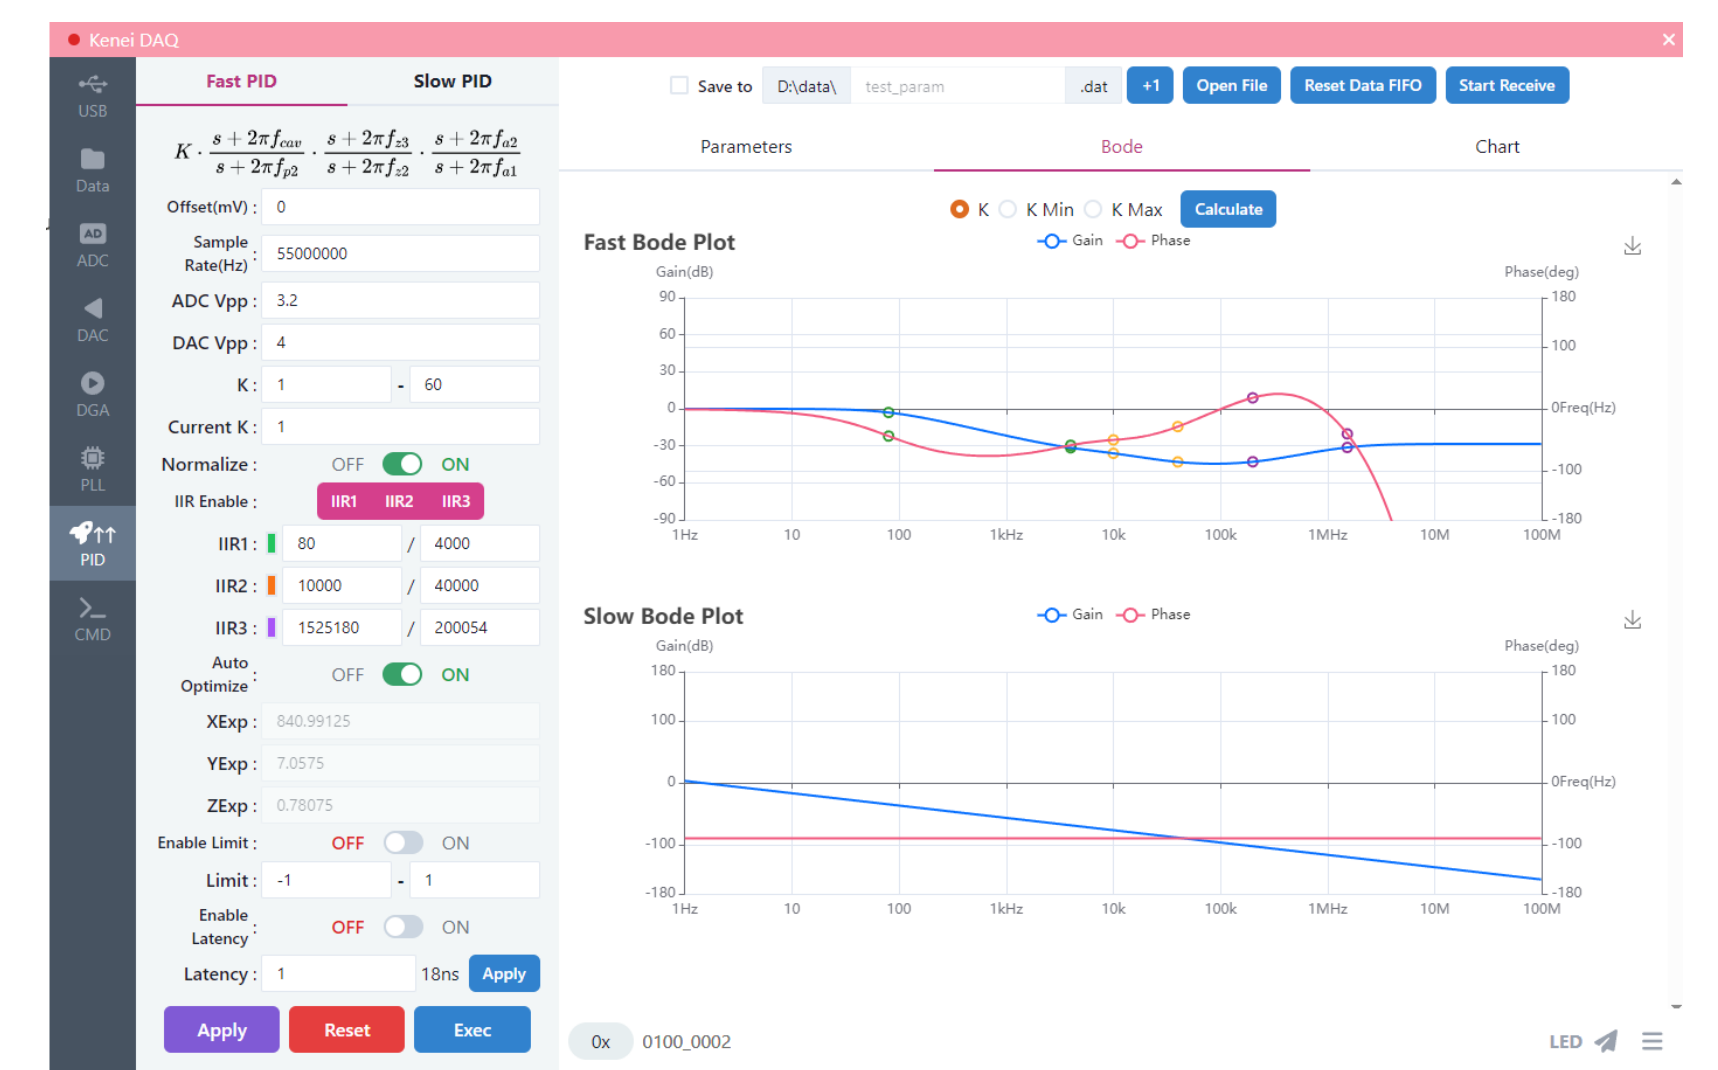 Kenei DAQ
USB
Data
AD
ADC
DAC
DGA
PLL
PID
CMD
Fast PID Slow PID
K · (s + 2πf_cav)/(s + 2πf_p2) · (s + 2πf_z3)/(s + 2πf_z2) · (s + 2πf_a2)/(s + 2πf_a1)
Offset(mV) : 0
Sample
Rate(Hz) : 55000000
ADC Vpp : 3.2
DAC Vpp : 4
K : 1 - 60
Current K : 1
Normalize : OFF ON
IIR Enable : IIR1 IIR2 IIR3
IIR1 : 80 / 4000
IIR2 : 10000 / 40000
IIR3 : 1525180 / 200054
Auto
Optimize : OFF ON
XExp : 840.99125
YExp : 7.0575
ZExp : 0.78075
Enable Limit : OFF ON
Limit : -1 - 1
Enable
Latency : OFF ON
Latency : 1 18ns Apply
Apply Reset Exec
Save to D:\data\ test_param .dat +1 Open File Reset Data FIFO Start Receive
Parameters Bode Chart
K K Min K Max Calculate
Fast Bode Plot Gain Phase
Gain(dB) Phase(deg)
90 180
60
100
30
0 0Freq(Hz)
-30
-100
-60
-90 -180
1Hz 10 100 1kHz 10k 100k 1MHz 10M 100M
Slow Bode Plot Gain Phase
Gain(dB) Phase(deg)
180 180
100 100
0 0Freq(Hz)
-100 -100
-180 -180
1Hz 10 100 1kHz 10k 100k 1MHz 10M 100M
0x 0100_0002 LED